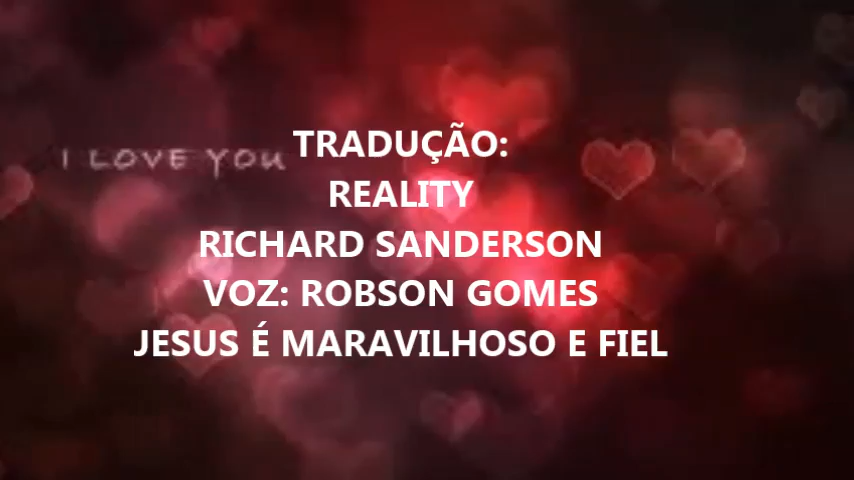 I LOVE YOU
TRADUÇÃO:
REALITY
RICHARD SANDERSON
VOZ: ROBSON GOMES
JESUS É MARAVILHOSO E FIEL